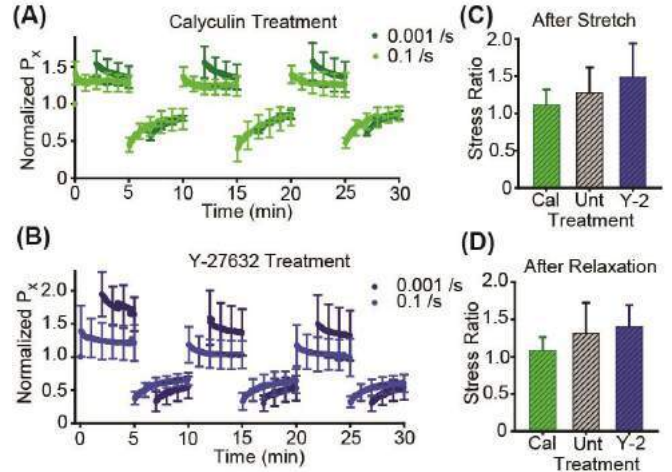 (A)
Calyculin Treatment
0.001 /s
0.1 /s
Normalized Px
1.5
1.0
0.5
1.5
0
5
10
15
20
25
30
Time (min)
(B)
Y-27632 Treatment
0.001 /s
0.1 /s
Normalized Px
2.0
1.5
1.0
0.5
0
0
5
10
15
20
25
30
Time (min)
(C)
After Stretch
Stress Ratio
2.0
1.5
1.0
0.5
0
Cal Unt Y-2
Treatment
(D)
After Relaxation
Stress Ratio
2.0
1.5
1.0
0.5
0
Cal Unt Y-2
Treatment